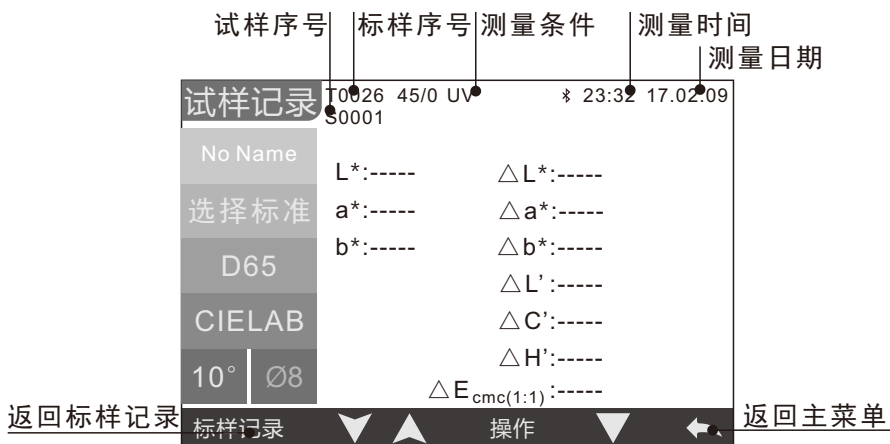 试样序号 标样序号 测量条件 测量时间
测量日期
试样记录 T0026 45/0 UV 23:32 17.02.09
S0001
No Name
L*:----- △L*:-----
选择标准 a*:----- △a*:-----
b*:----- △b*:-----
D65
△L’:-----
CIELAB △C’:-----
△H’:-----
10° Ø8
△E cmc(1:1):-----
返回标样记录 标样记录 操作 返回主菜单